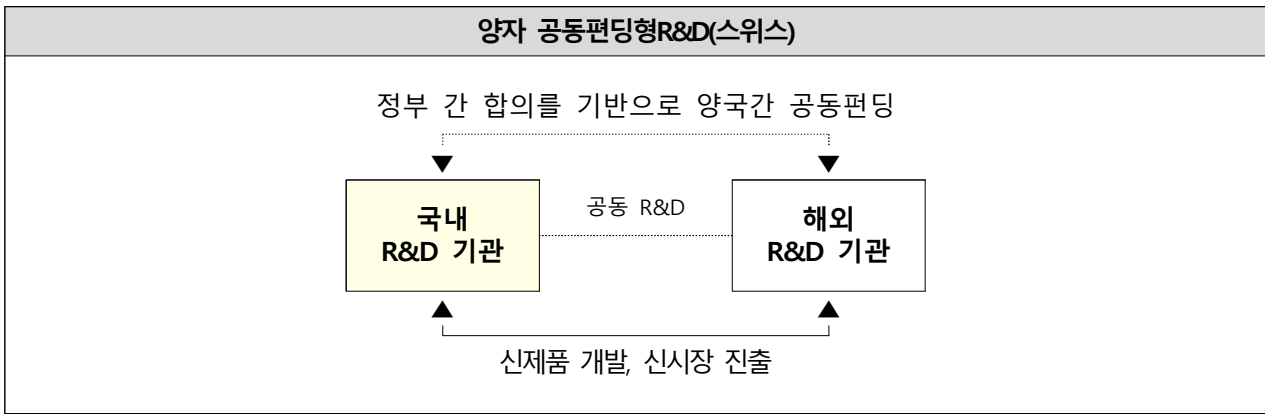 양자 공동펀딩형R&D(스위스)
정부 간 합의를 기반으로 양국간 공동펀딩
국내
R&D 기관
공동 R&D
해외
R&D 기관
신제품 개발, 신시장 진출